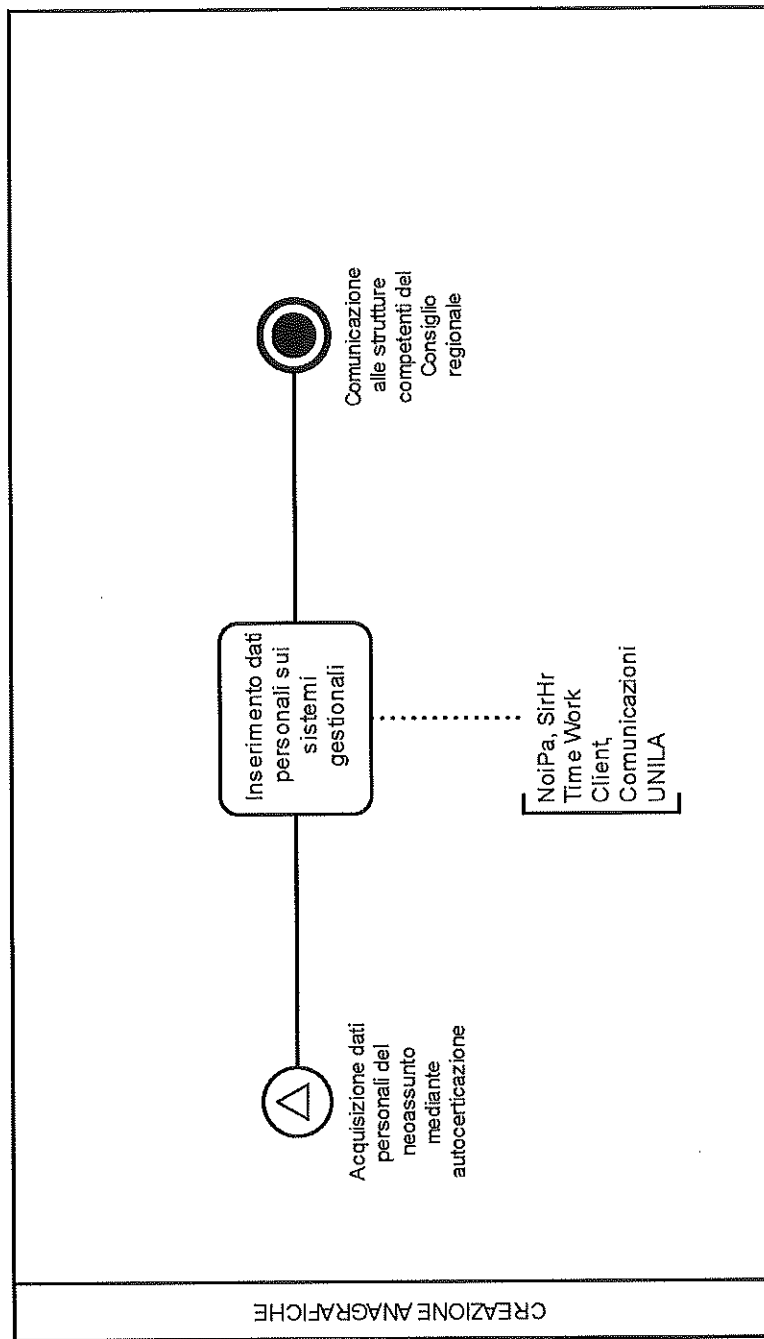 CREAZIONE ANAGRAFICHE
Acquisizione dati
personali del
neoassunto
mediante
autocerticazione
Inserimento dati
personali sui
sistemi
gestionali
NoiPa, SirHr
Time Work
Client,
Comunicazioni
UNILA
Comunicazione
alle strutture
competenti del
Consiglio
regionale